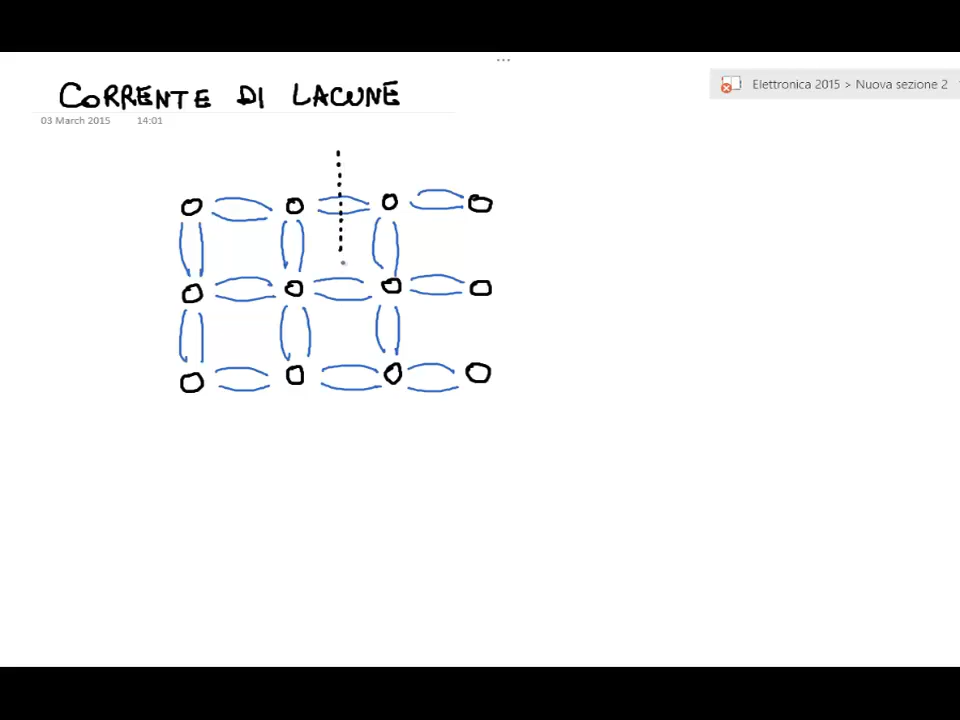 CORRENTE DI LACUNE
Elettronica 2015 > Nuova sezione 2
03 March 2015 14:01